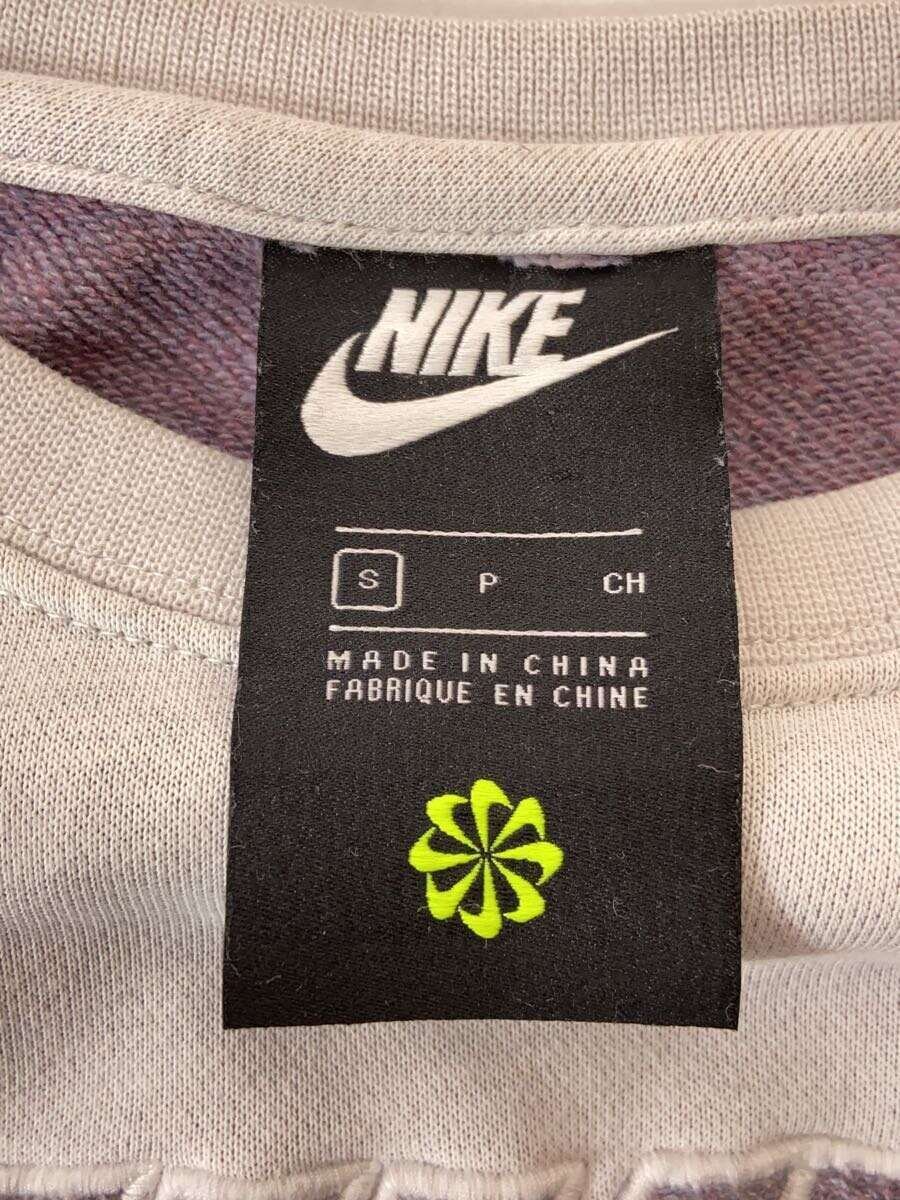 NIKE
S P CH
MADE IN CHINA
FABRIQUE EN CHINE